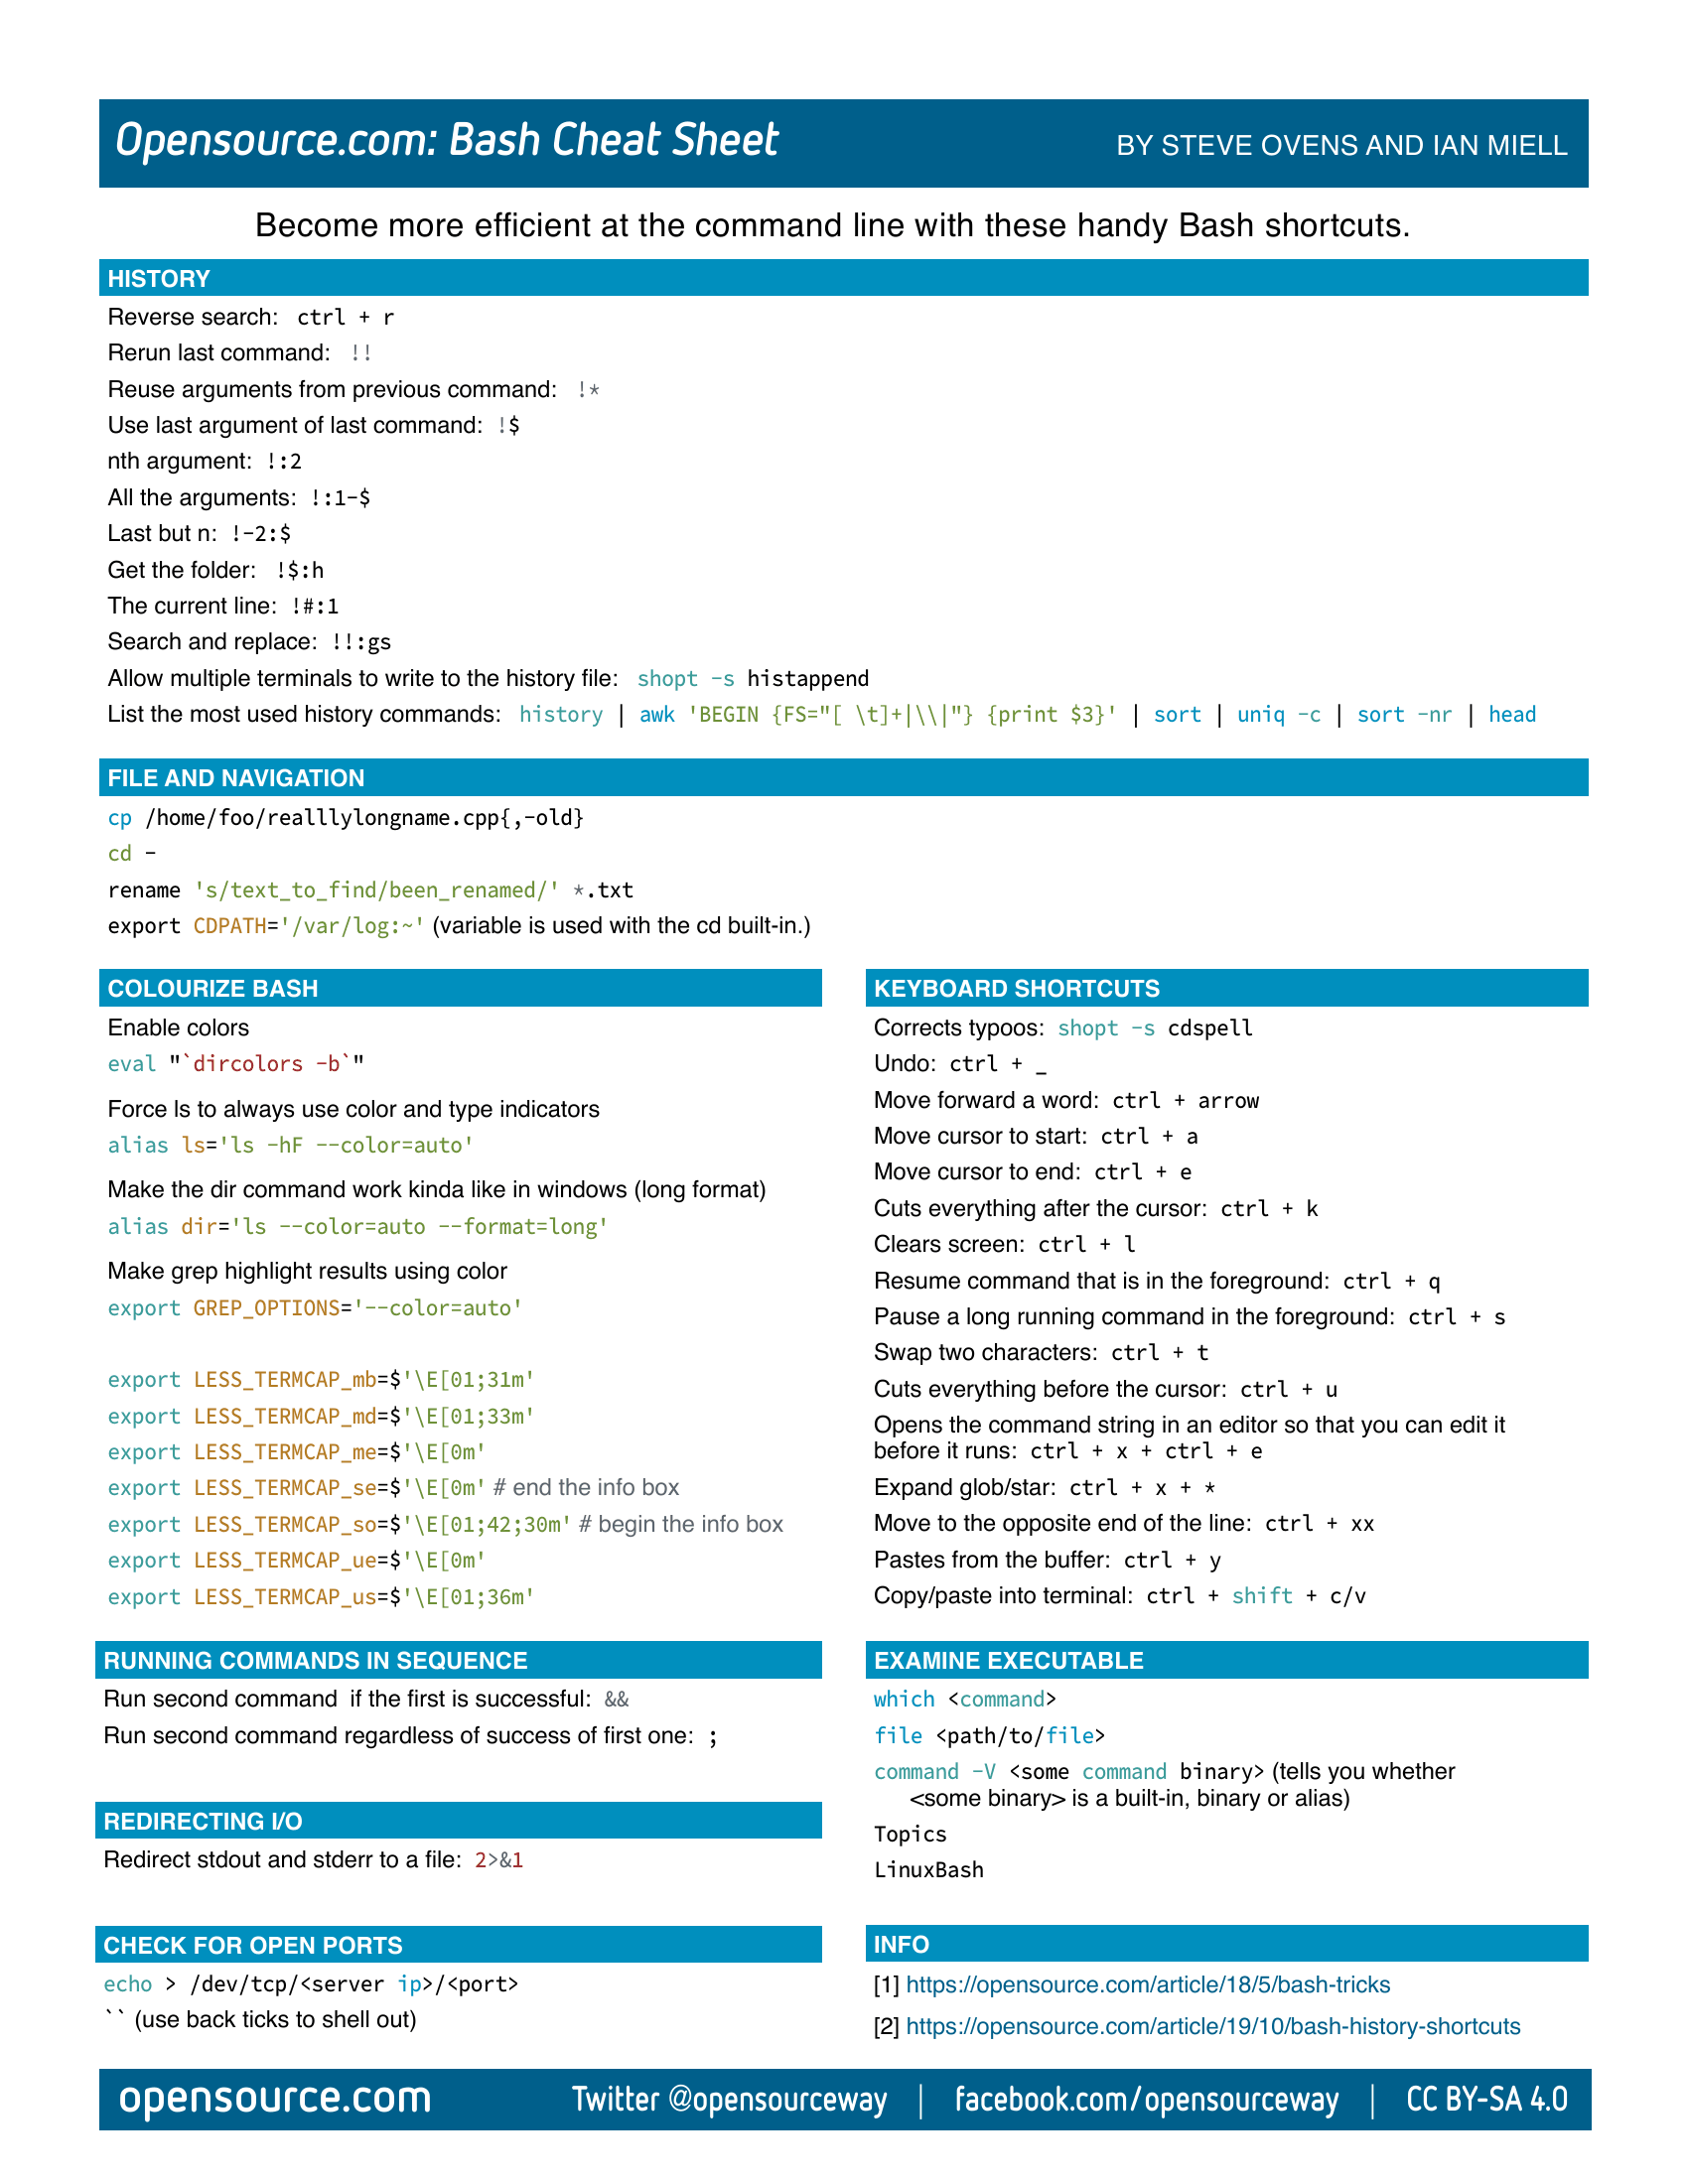 Opensource.com: Bash Cheat Sheet
BY STEVE OVENS AND IAN MIELL
Become more efficient at the command line with these handy Bash shortcuts.
HISTORY
Reverse search: ctrl + r
Rerun last command: !!
Reuse arguments from previous command: !*
Use last argument of last command: !$
nth argument: !:2
All the arguments: !:1-$
Last but n: !-2:$
Get the folder: !$:h
The current line: !#:1
Search and replace: !!:gs
Allow multiple terminals to write to the history file: shopt -s histappend
List the most used history commands: history | awk 'BEGIN {FS="[ \t]+|\\|"} {print $3}' | sort | uniq -c | sort -nr | head
FILE AND NAVIGATION
cp /home/foo/realllylongname.cpp{,-old}
cd -
rename 's/text_to_find/been_renamed/' *.txt
export CDPATH='/var/log:~' (variable is used with the cd built-in.)
COLOURIZE BASH
Enable colors
eval "`dircolors -b`"
Force ls to always use color and type indicators
alias ls='ls -hF --color=auto'
Make the dir command work kinda like in windows (long format)
alias dir='ls --color=auto --format=long'
Make grep highlight results using color
export GREP_OPTIONS='--color=auto'
export LESS_TERMCAP_mb=$'\E[01;31m'
export LESS_TERMCAP_md=$'\E[01;33m'
export LESS_TERMCAP_me=$'\E[0m'
export LESS_TERMCAP_se=$'\E[0m' # end the info box
export LESS_TERMCAP_so=$'\E[01;42;30m' # begin the info box
export LESS_TERMCAP_ue=$'\E[0m'
export LESS_TERMCAP_us=$'\E[01;36m'
KEYBOARD SHORTCUTS
Corrects typoos: shopt -s cdspell
Undo: ctrl + _
Move forward a word: ctrl + arrow
Move cursor to start: ctrl + a
Move cursor to end: ctrl + e
Cuts everything after the cursor: ctrl + k
Clears screen: ctrl + l
Resume command that is in the foreground: ctrl + q
Pause a long running command in the foreground: ctrl + s
Swap two characters: ctrl + t
Cuts everything before the cursor: ctrl + u
Opens the command string in an editor so that you can edit it
before it runs: ctrl + x + ctrl + e
Expand glob/star: ctrl + x + *
Move to the opposite end of the line: ctrl + xx
Pastes from the buffer: ctrl + y
Copy/paste into terminal: ctrl + shift + c/v
RUNNING COMMANDS IN SEQUENCE
Run second command if the first is successful: &&
Run second command regardless of success of first one: ;
REDIRECTING I/O
Redirect stdout and stderr to a file: 2>&1
CHECK FOR OPEN PORTS
echo > /dev/tcp/<server ip>/<port>
`` (use back ticks to shell out)
EXAMINE EXECUTABLE
which <command>
file <path/to/file>
command -V <some command binary> (tells you whether
<some binary> is a built-in, binary or alias)
Topics
LinuxBash
INFO
[1] https://opensource.com/article/18/5/bash-tricks
[2] https://opensource.com/article/19/10/bash-history-shortcuts
opensource.com
Twitter @opensourceway | facebook.com/opensourceway | CC BY-SA 4.0